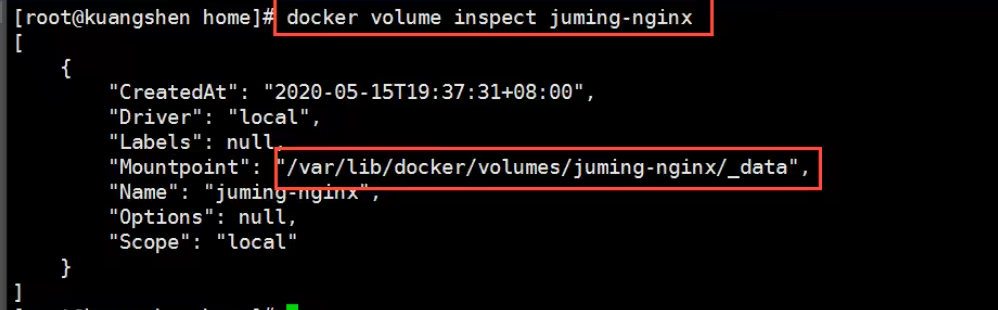 [root@kuangshen home]# docker volume inspect juming-nginx
[
    {
        "CreatedAt": "2020-05-15T19:37:31+08:00",
        "Driver": "local",
        "Labels": null,
        "Mountpoint": "/var/lib/docker/volumes/juming-nginx/_data",
        "Name": "juming-nginx",
        "Options": null,
        "Scope": "local"
    }
]